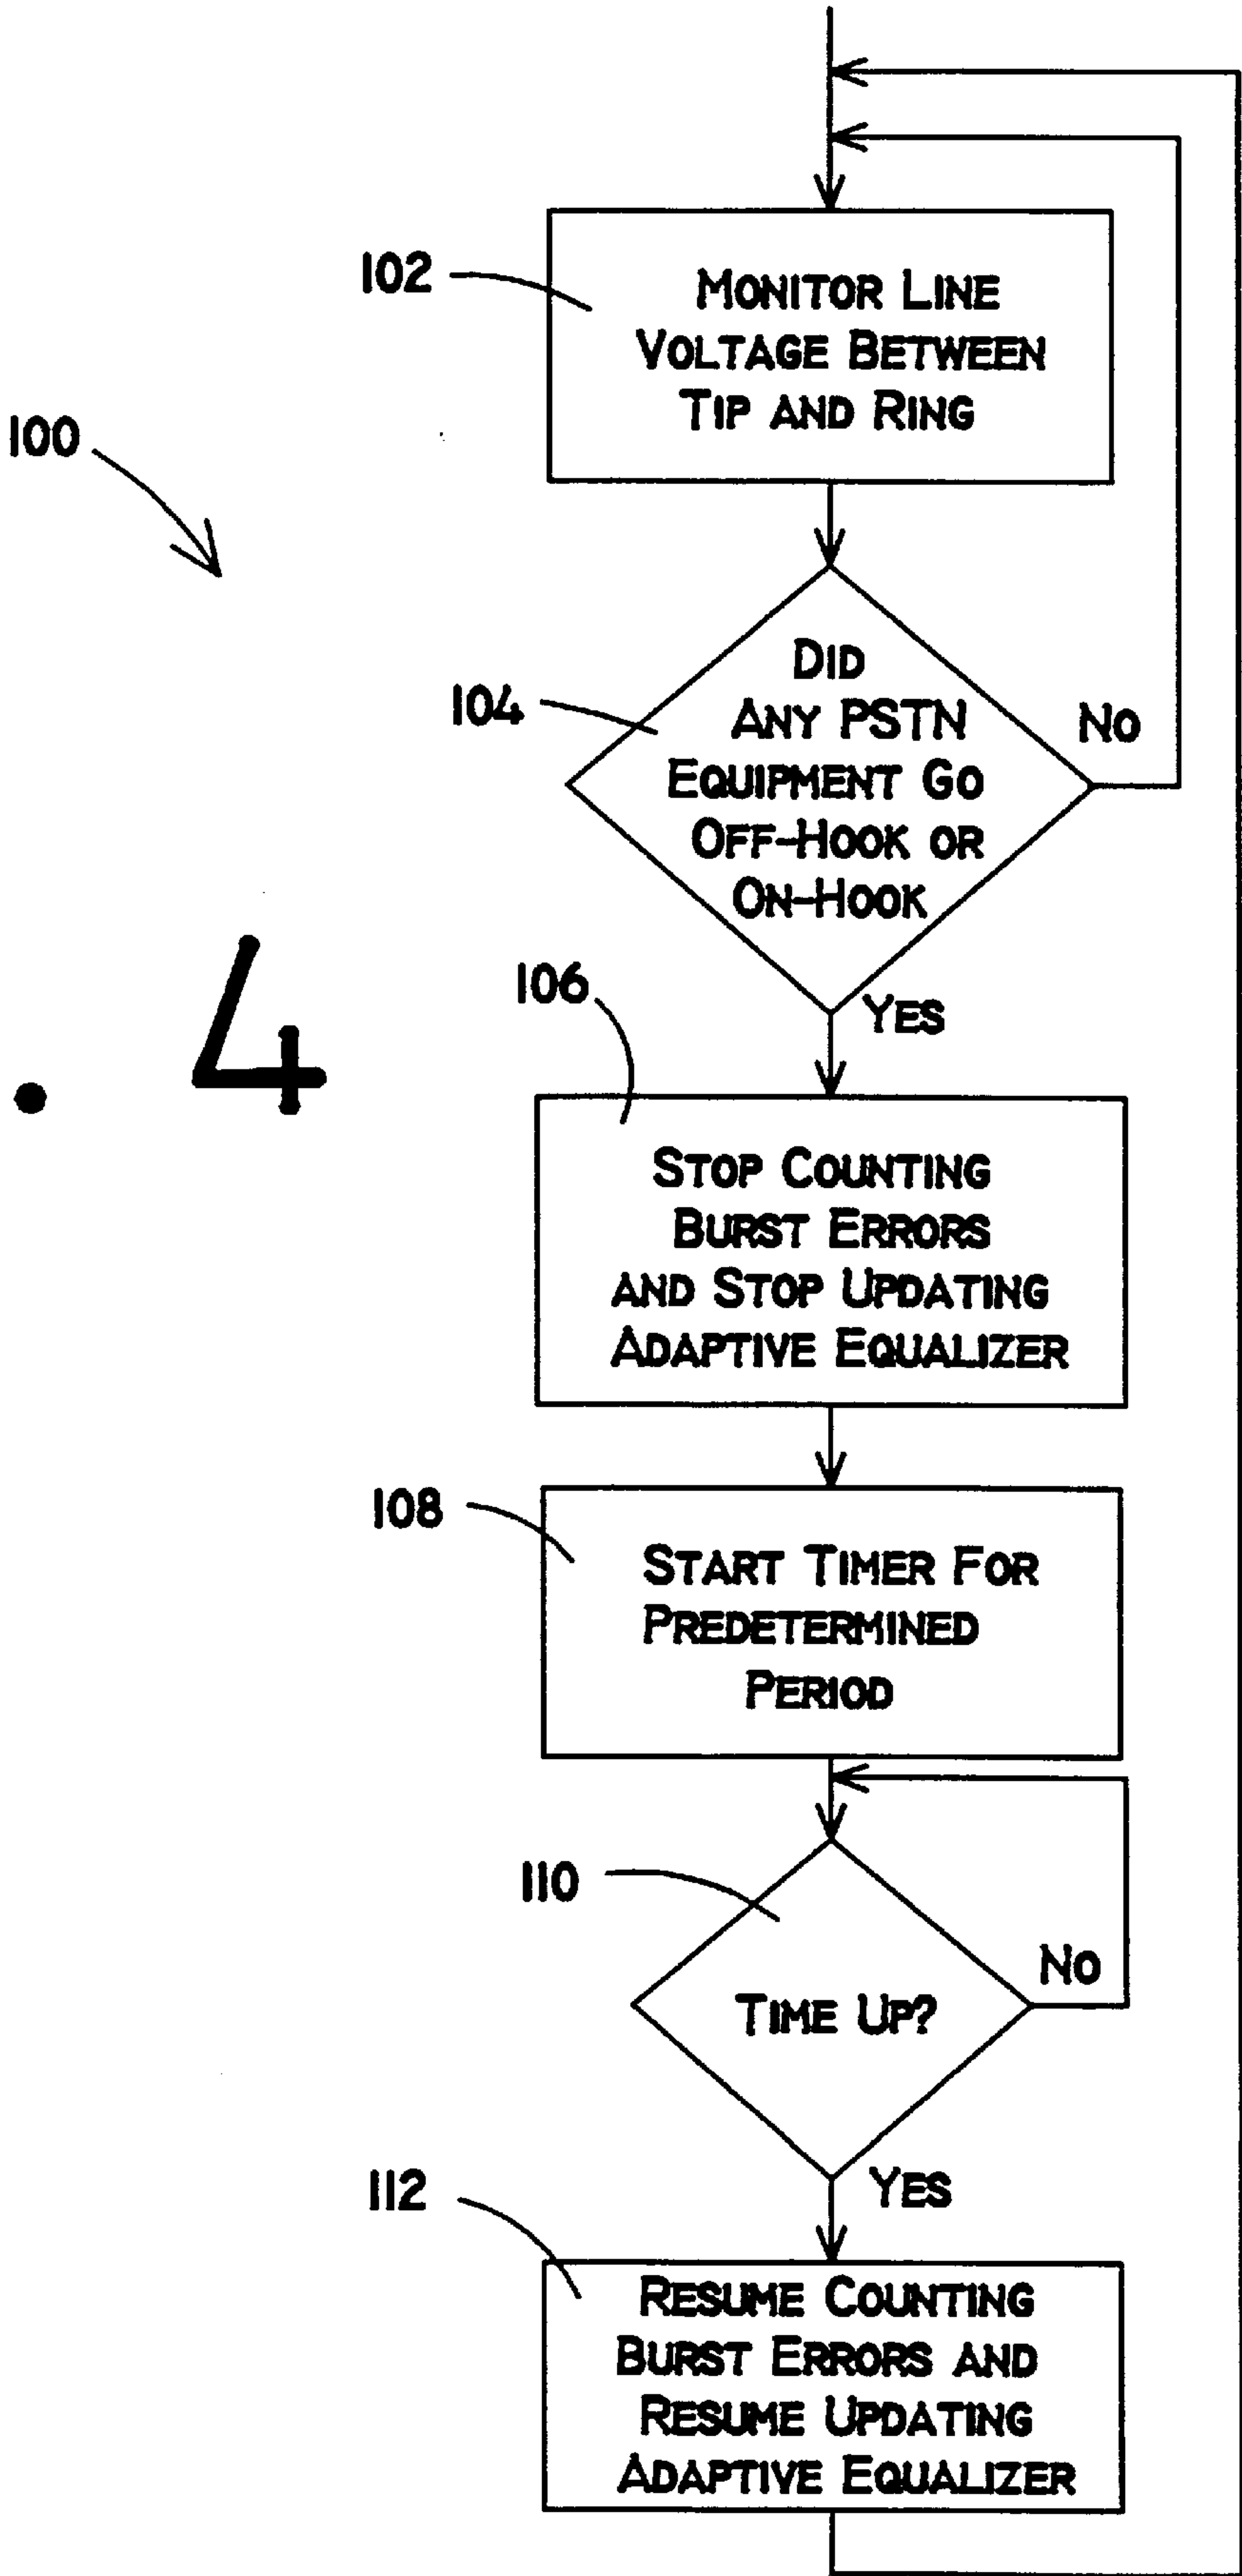 102
MONITOR LINE
VOLTAGE BETWEEN
TIP AND RING
100
104
DID
ANY PSTN
EQUIPMENT GO
OFF-HOOK OR
ON-HOOK
NO
. 4
106
YES
STOP COUNTING
BURST ERRORS
AND STOP UPDATING
ADAPTIVE EQUALIZER
108
START TIMER FOR
PREDETERMINED
PERIOD
110
NO
TIME UP?
YES
112
RESUME COUNTING
BURST ERRORS AND
RESUME UPDATING
ADAPTIVE EQUALIZER